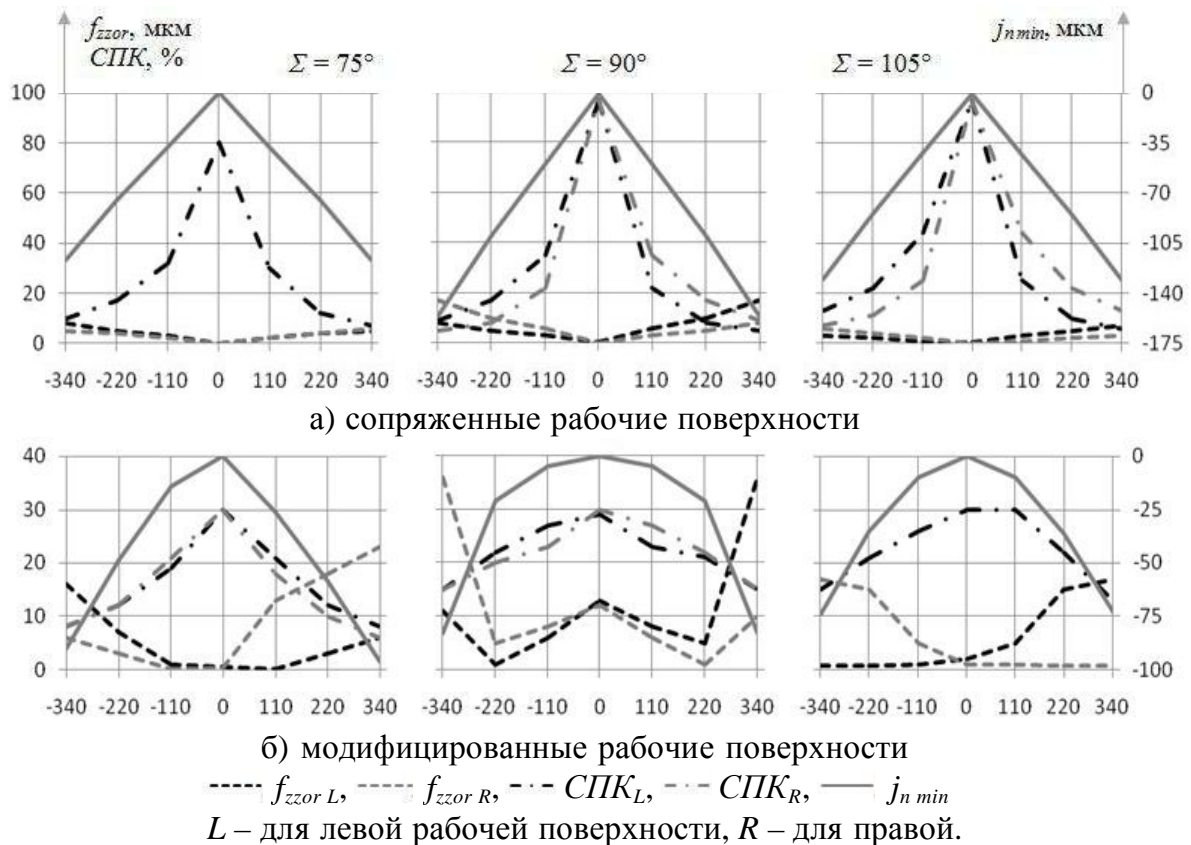 f_zzor, мкм j_n min, мкм
СПК, % Σ = 75° Σ = 90° Σ = 105°
100 0
80 -35
60 -70
40 -105
20 -140
0 -175
-340 -220 -110 0 110 220 340 -340 -220 -110 0 110 220 340 -340 -220 -110 0 110 220 340
а) сопряженные рабочие поверхности
40 0
30 -25
20 -50
10 -75
0 -100
-340 -220 -110 0 110 220 340 -340 -220 -110 0 110 220 340 -340 -220 -110 0 110 220 340
б) модифицированные рабочие поверхности
f_zzor L, f_zzor R, СПК_L, СПК_R, j_n min
L – для левой рабочей поверхности, R – для правой.